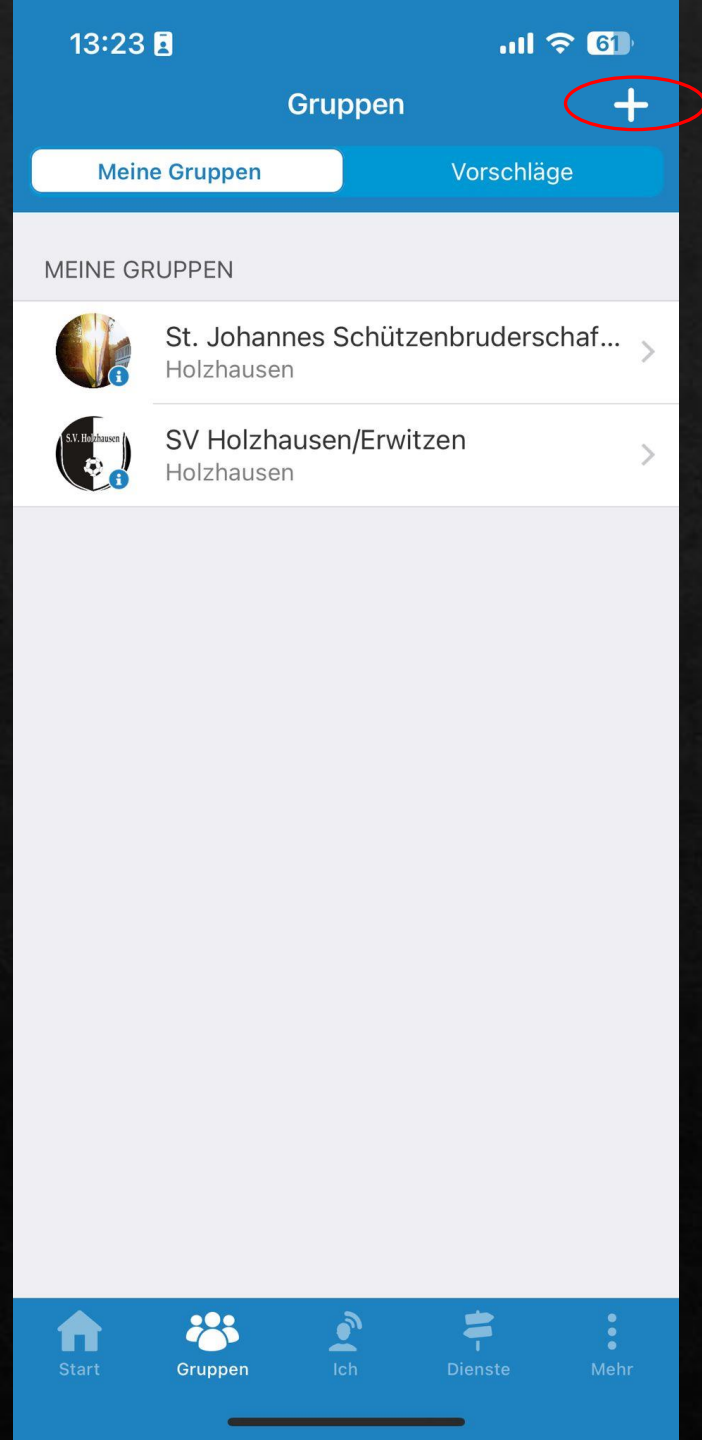 13:23
61
Gruppen
Meine Gruppen
Vorschläge
MEINE GRUPPEN
St. Johannes Schützenbruderschaf...
Holzhausen
S.V. Holzhausen
SV Holzhausen/Erwitzen
Holzhausen
Start
Gruppen
Ich
Dienste
Mehr